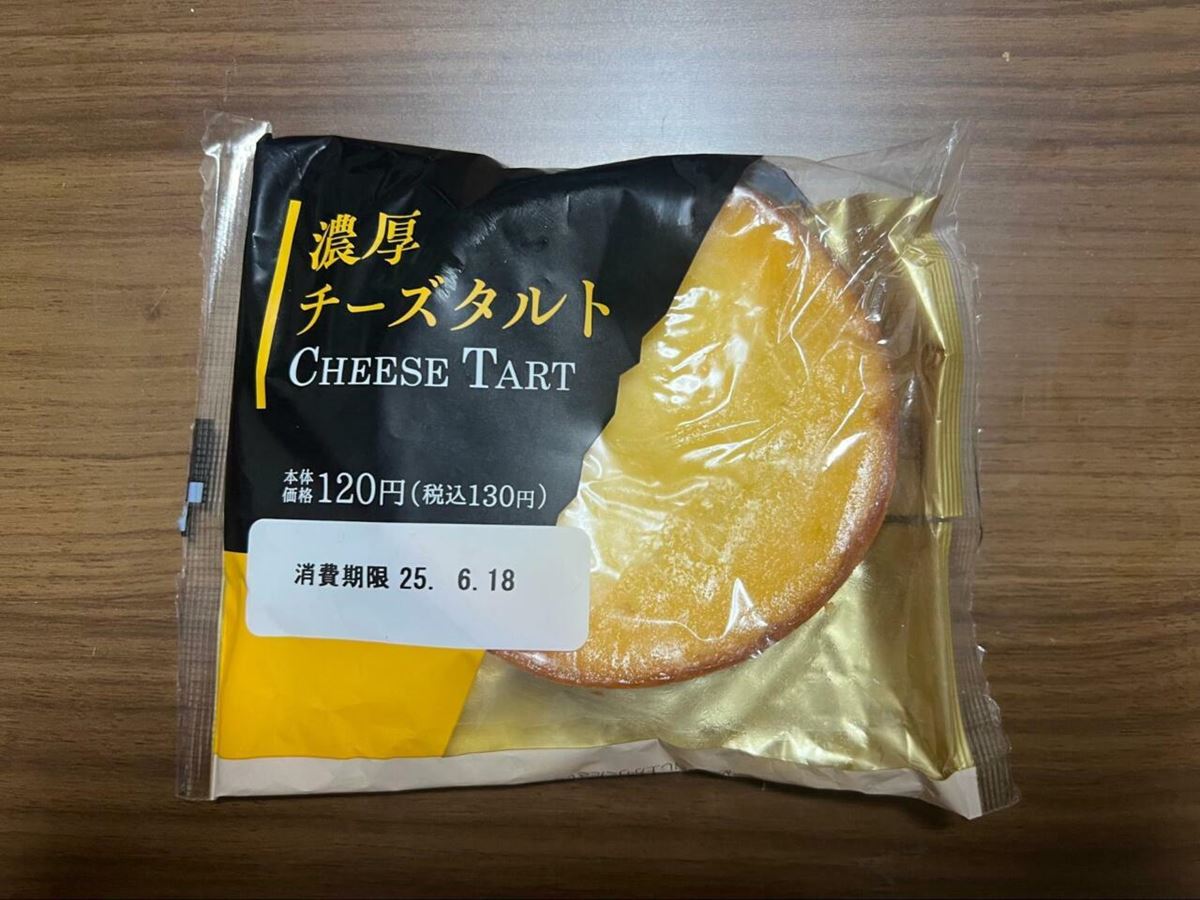 濃厚
チーズタルト
CHEESE TART
本体
価格120円(税込130円)
消費期限 25. 6.18